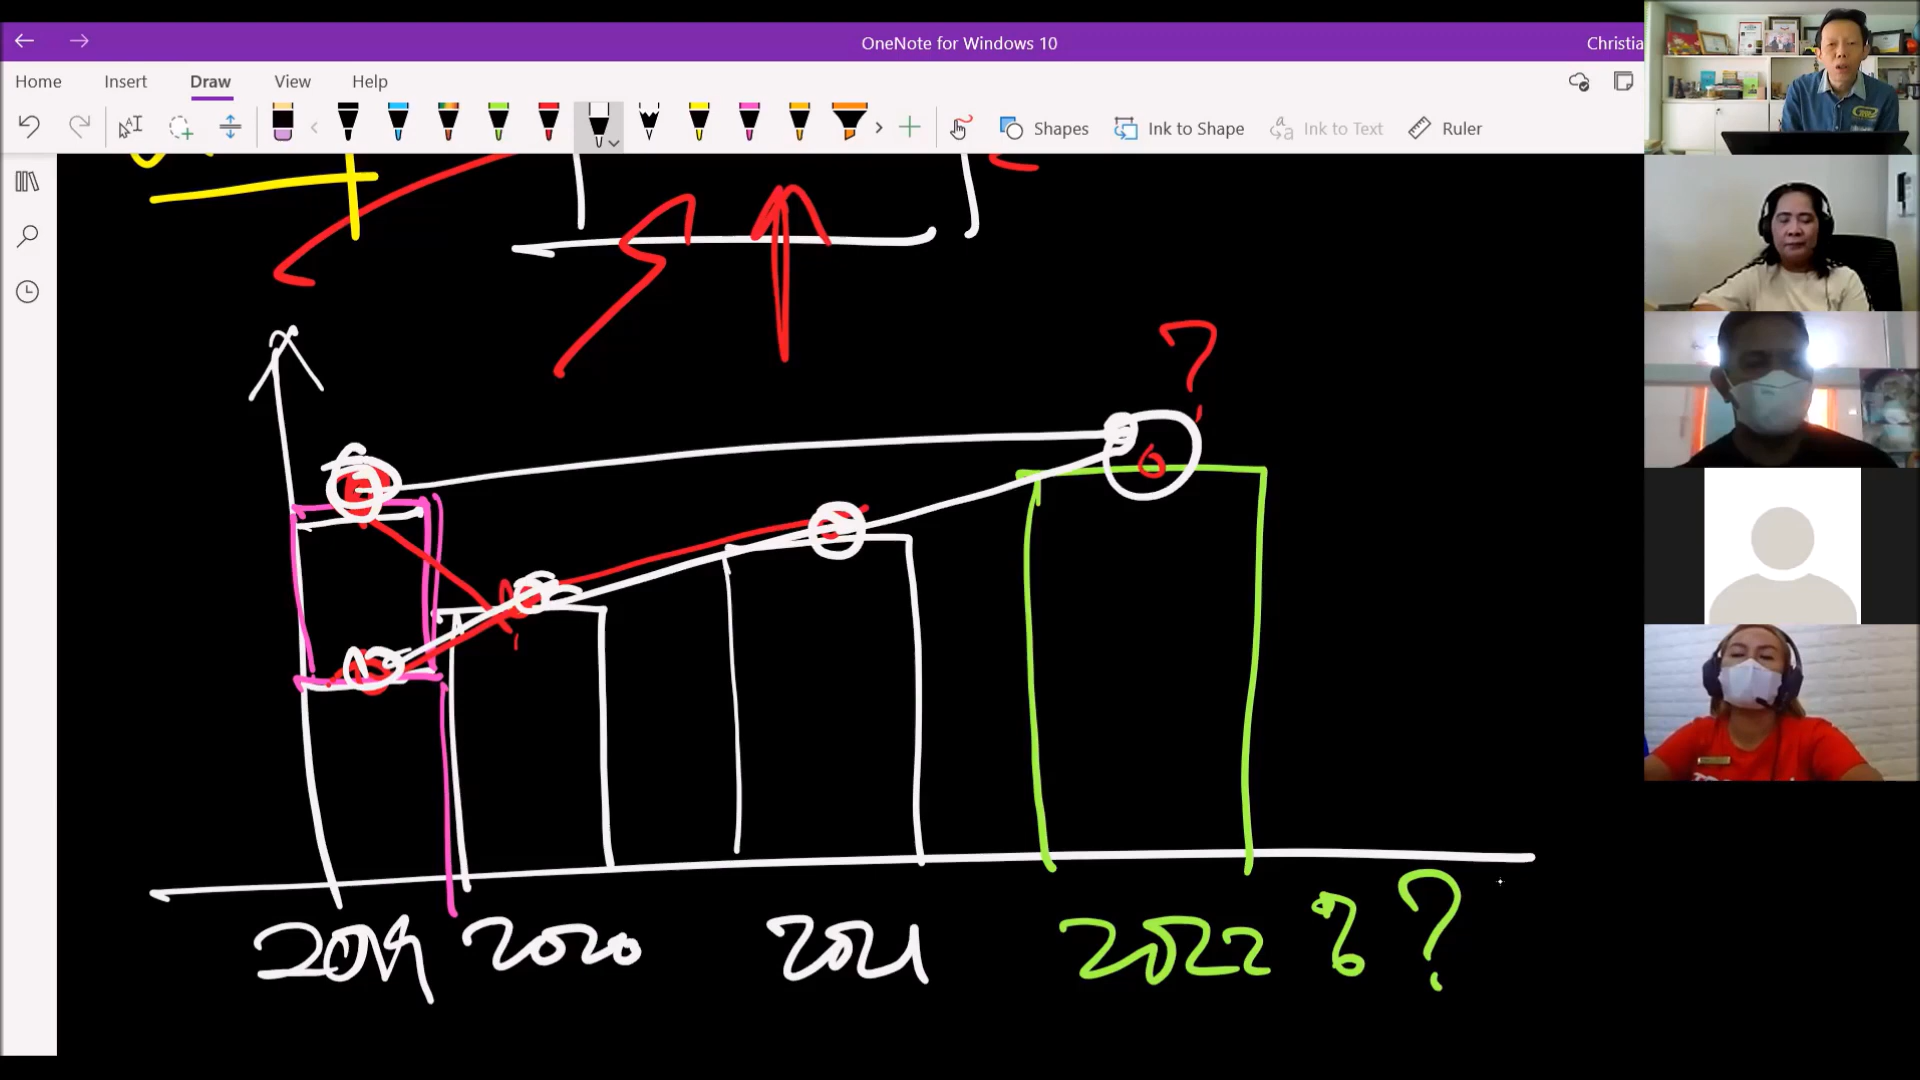 OneNote for Windows 10
Christia
Home Insert Draw View Help
Shapes Ink to Shape Ink to Text Ruler
?
2019 2020 2021 2022 ?